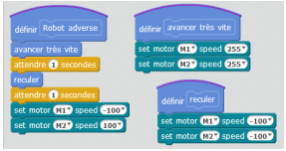 définir Robot adverse
avancer très vite
attendre 1 secondes
reculer
attendre 1 secondes
set motor M1 speed -100
set motor M2 speed 100
définir avancer très vite
set motor M1 speed 255
set motor M2 speed 255
définir reculer
set motor M1 speed -100
set motor M2 speed -100